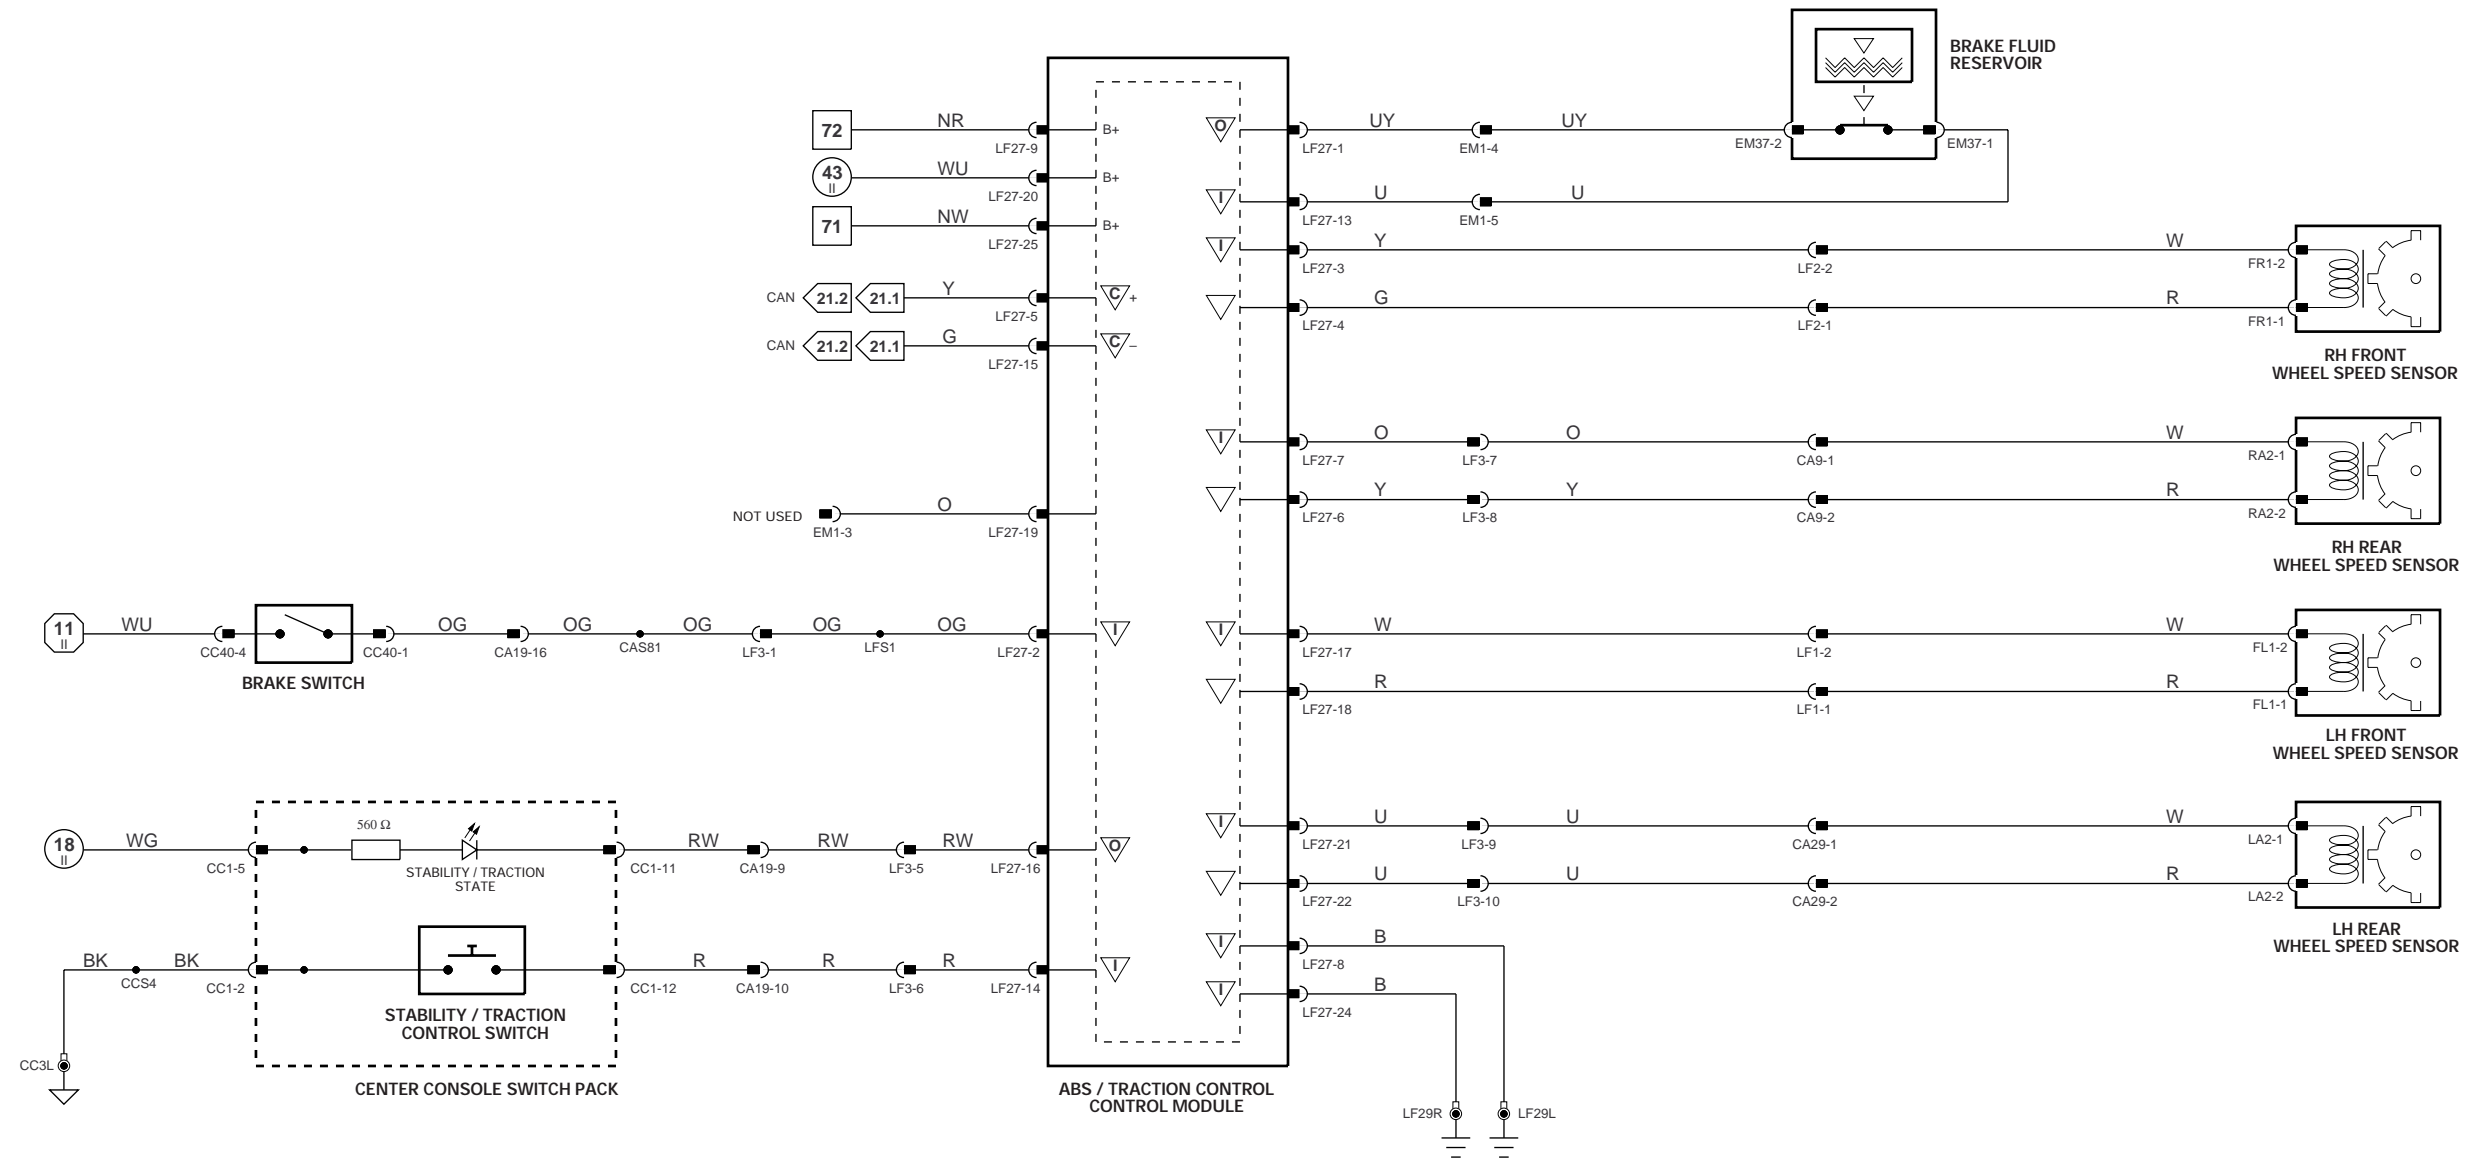 BRAKE FLUID
RESERVOIR
72 NR LF27-9 B+ O LF27-1 UY EM1-4 UY EM37-2 EM37-1
43 II WU LF27-20 B+
I LF27-13 U EM1-5 U
71 NW LF27-25 B+
I LF27-3 Y LF2-2 W FR1-2
CAN 21.2 21.1 Y LF27-5 C +
LF27-4 G LF2-1 R FR1-1
CAN 21.2 21.1 G LF27-15 C –
RH FRONT
WHEEL SPEED SENSOR
I LF27-7 O LF3-7 O CA9-1 W RA2-1
LF27-6 Y LF3-8 Y CA9-2 R RA2-2
NOT USED EM1-3 O LF27-19
RH REAR
WHEEL SPEED SENSOR
11 II WU CC40-4 CC40-1 OG CA19-16 OG CAS81 OG LF3-1 OG LFS1 OG LF27-2 I
BRAKE SWITCH
I LF27-17 W LF1-2 W FL1-2
LF27-18 R LF1-1 R FL1-1
LH FRONT
WHEEL SPEED SENSOR
18 II WG CC1-5 560 Ω
STABILITY / TRACTION
STATE
CC1-11 RW CA19-9 RW LF3-5 RW LF27-16 O
I LF27-21 U LF3-9 U CA29-1 W LA2-1
LF27-22 U LF3-10 U CA29-2 R LA2-2
LH REAR
WHEEL SPEED SENSOR
BK CCS4 BK CC1-2 CC1-12 R CA19-10 R LF3-6 R LF27-14 I
I LF27-8 B
I LF27-24 B
STABILITY / TRACTION
CONTROL SWITCH
CC3L
CENTER CONSOLE SWITCH PACK
ABS / TRACTION CONTROL
CONTROL MODULE
LF29R LF29L